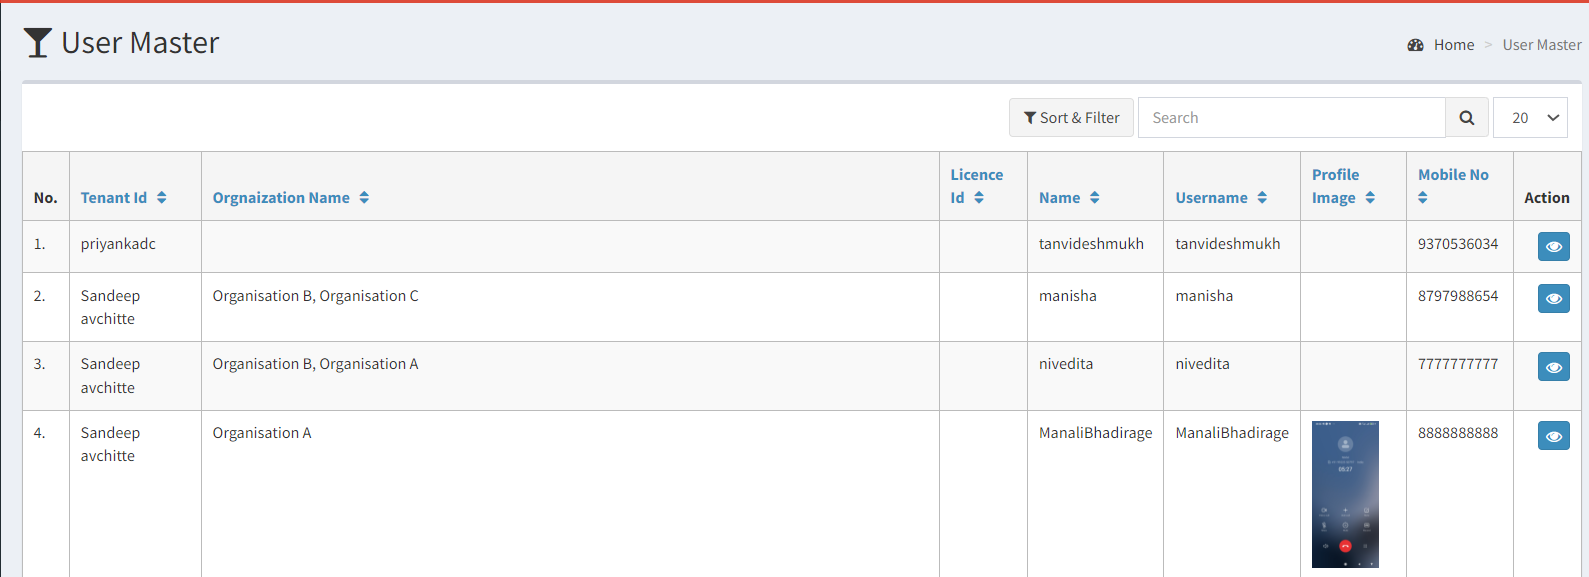 User Master
Home > User Master
Sort & Filter Search 20
No. Tenant Id Orgnaization Name Licence Id Name Username Profile Image Mobile No Action
1. priyankadc tanvideshmukh tanvideshmukh 9370536034
2. Sandeep avchitte Organisation B, Organisation C manisha manisha 8797988654
3. Sandeep avchitte Organisation B, Organisation A nivedita nivedita 7777777777
4. Sandeep avchitte Organisation A ManaliBhadirage ManaliBhadirage 8888888888
05:27